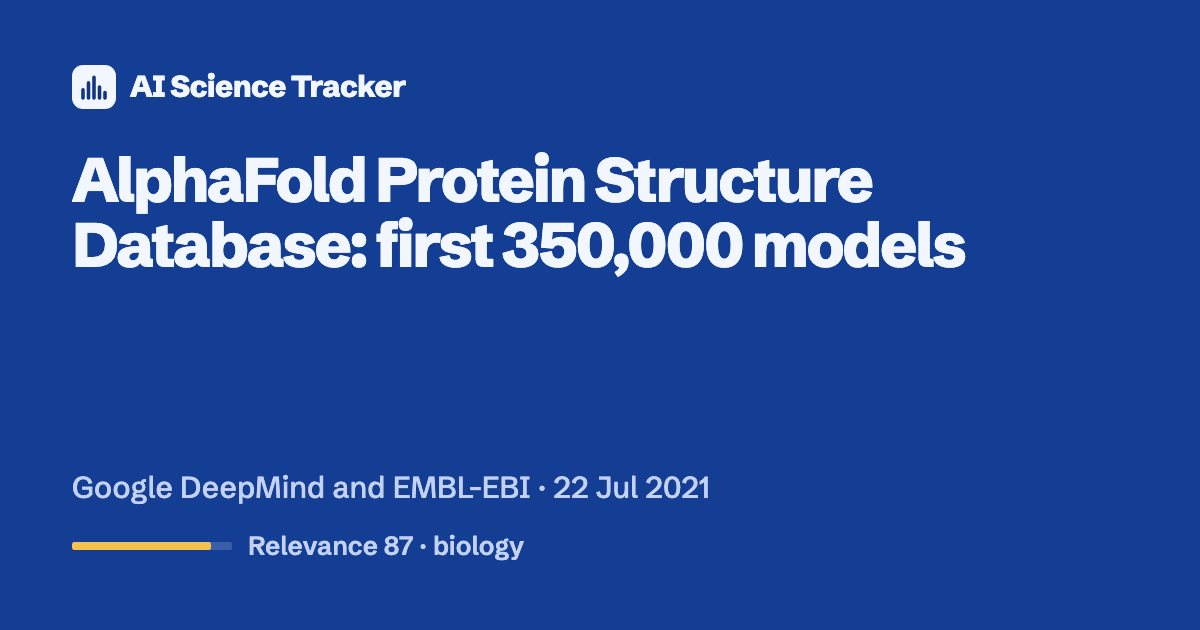 AI Science Tracker
AlphaFold Protein Structure
Database: first 350,000 models
Google DeepMind and EMBL-EBI · 22 Jul 2021
Relevance 87 · biology